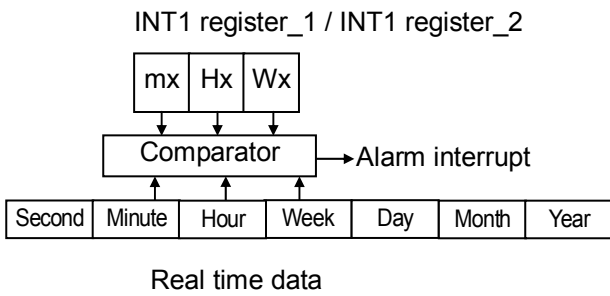 INT1 register_1 / INT1 register_2
mx Hx Wx
Comparator
Alarm interrupt
Second Minute Hour Week Day Month Year
Real time data